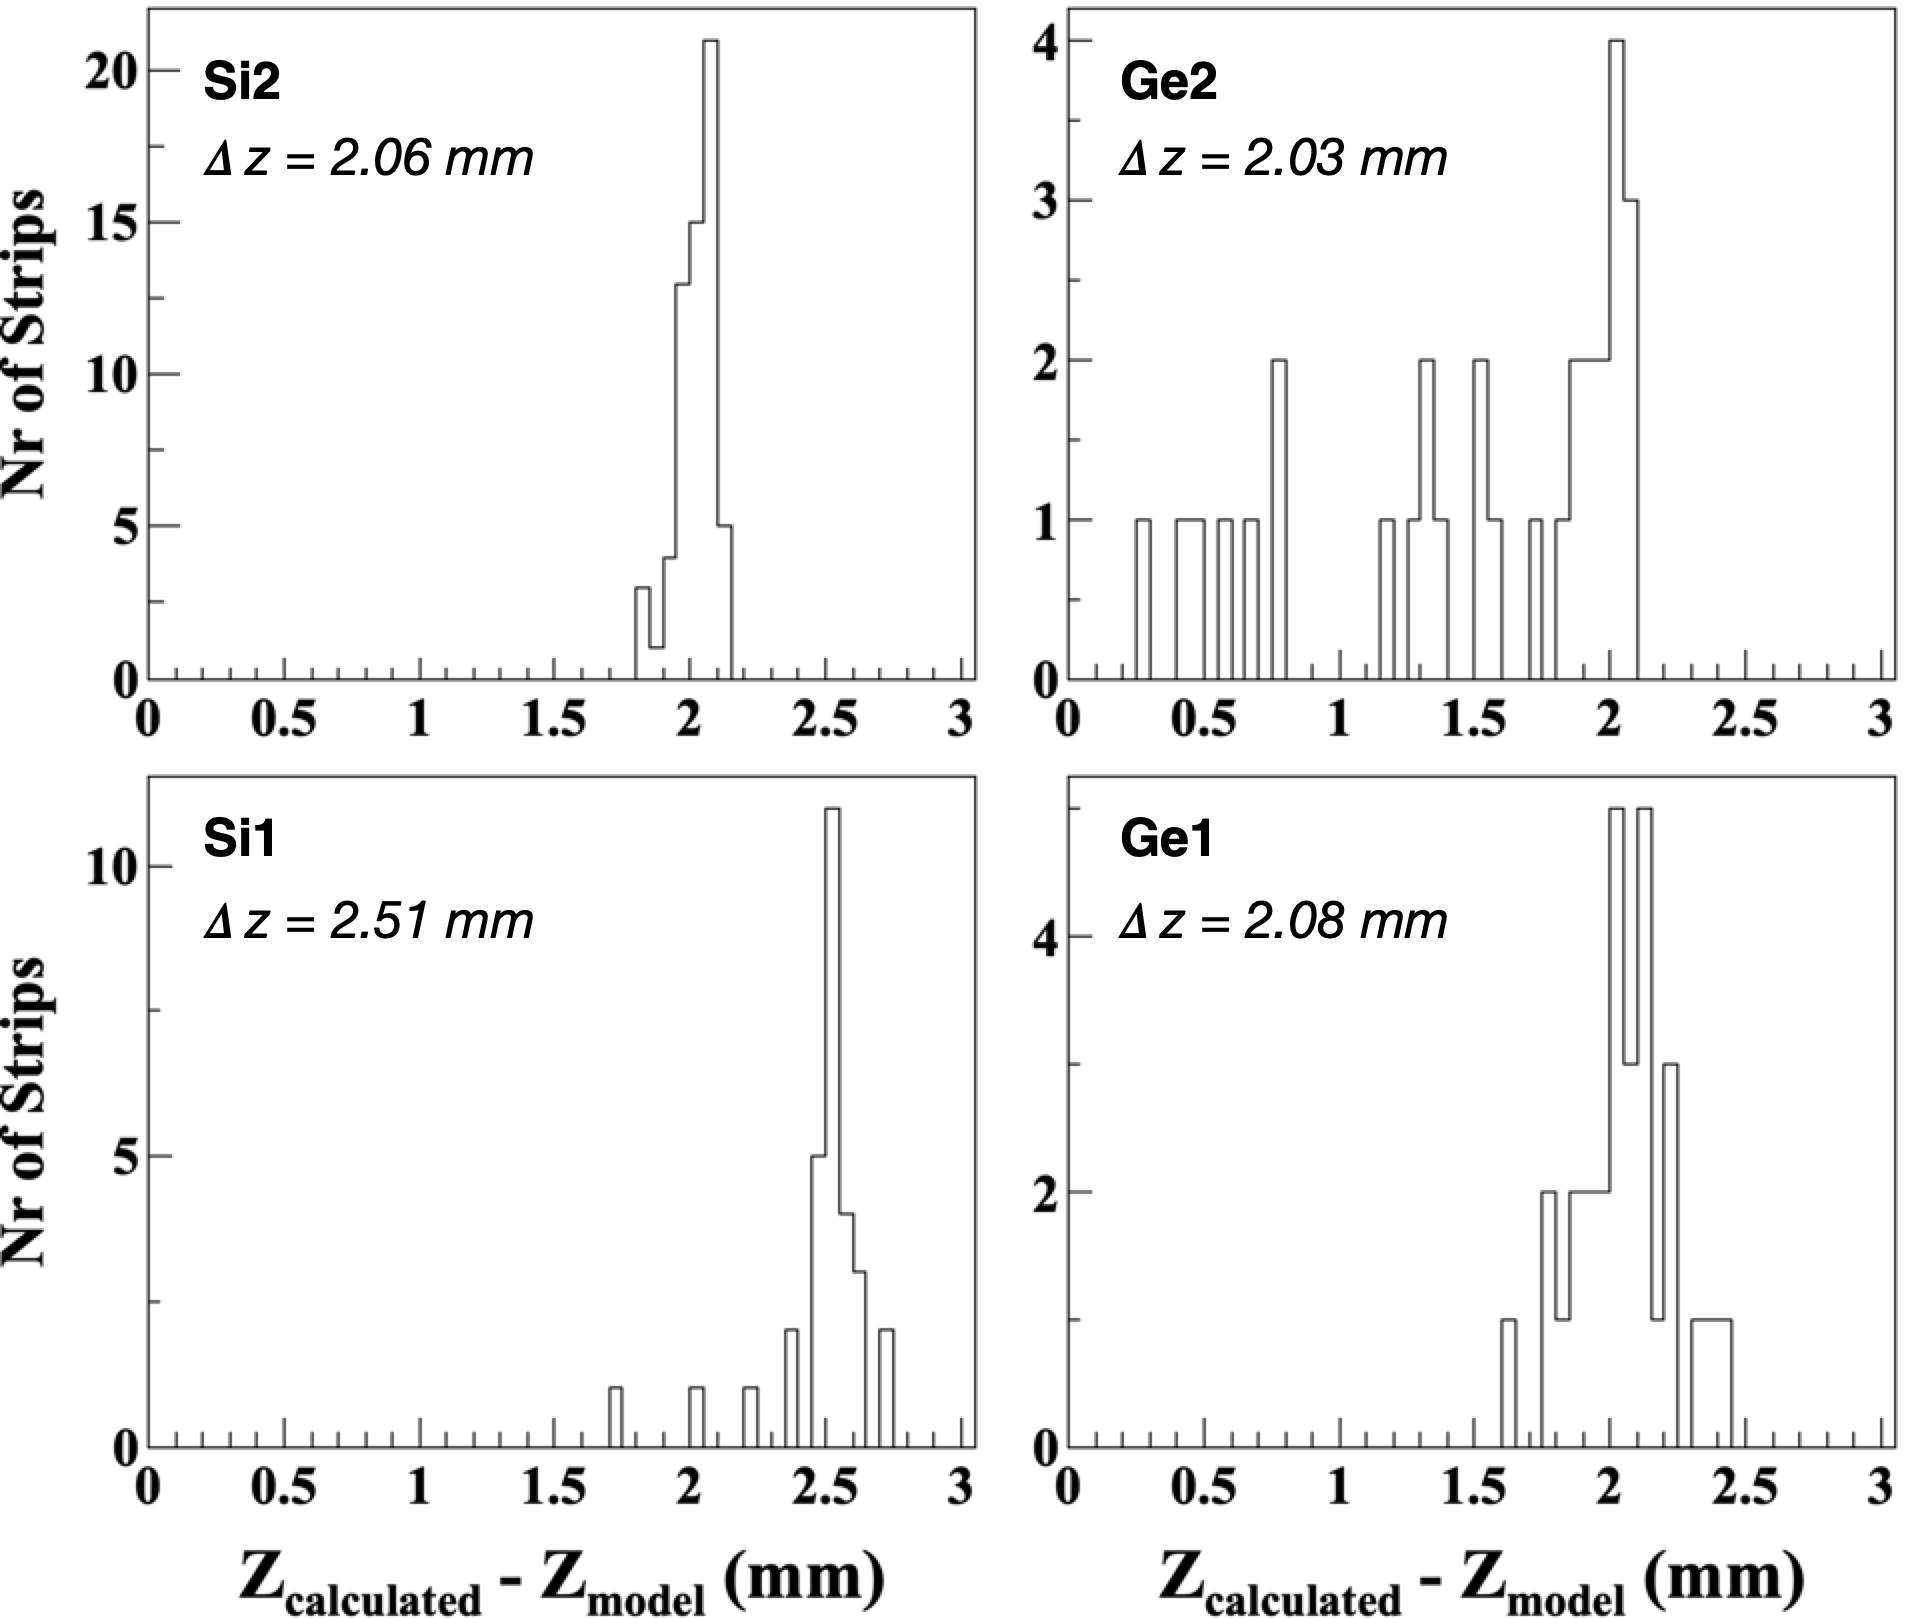 Si2
Δ z = 2.06 mm
Nr of Strips
20
15
10
5
0
0 0.5 1 1.5 2 2.5 3
Ge2
Δ z = 2.03 mm
4
3
2
1
0
0 0.5 1 1.5 2 2.5 3
Si1
Δ z = 2.51 mm
Nr of Strips
10
5
0
0 0.5 1 1.5 2 2.5 3
Zcalculated - Zmodel (mm)
Ge1
Δ z = 2.08 mm
4
2
0
0 0.5 1 1.5 2 2.5 3
Zcalculated - Zmodel (mm)